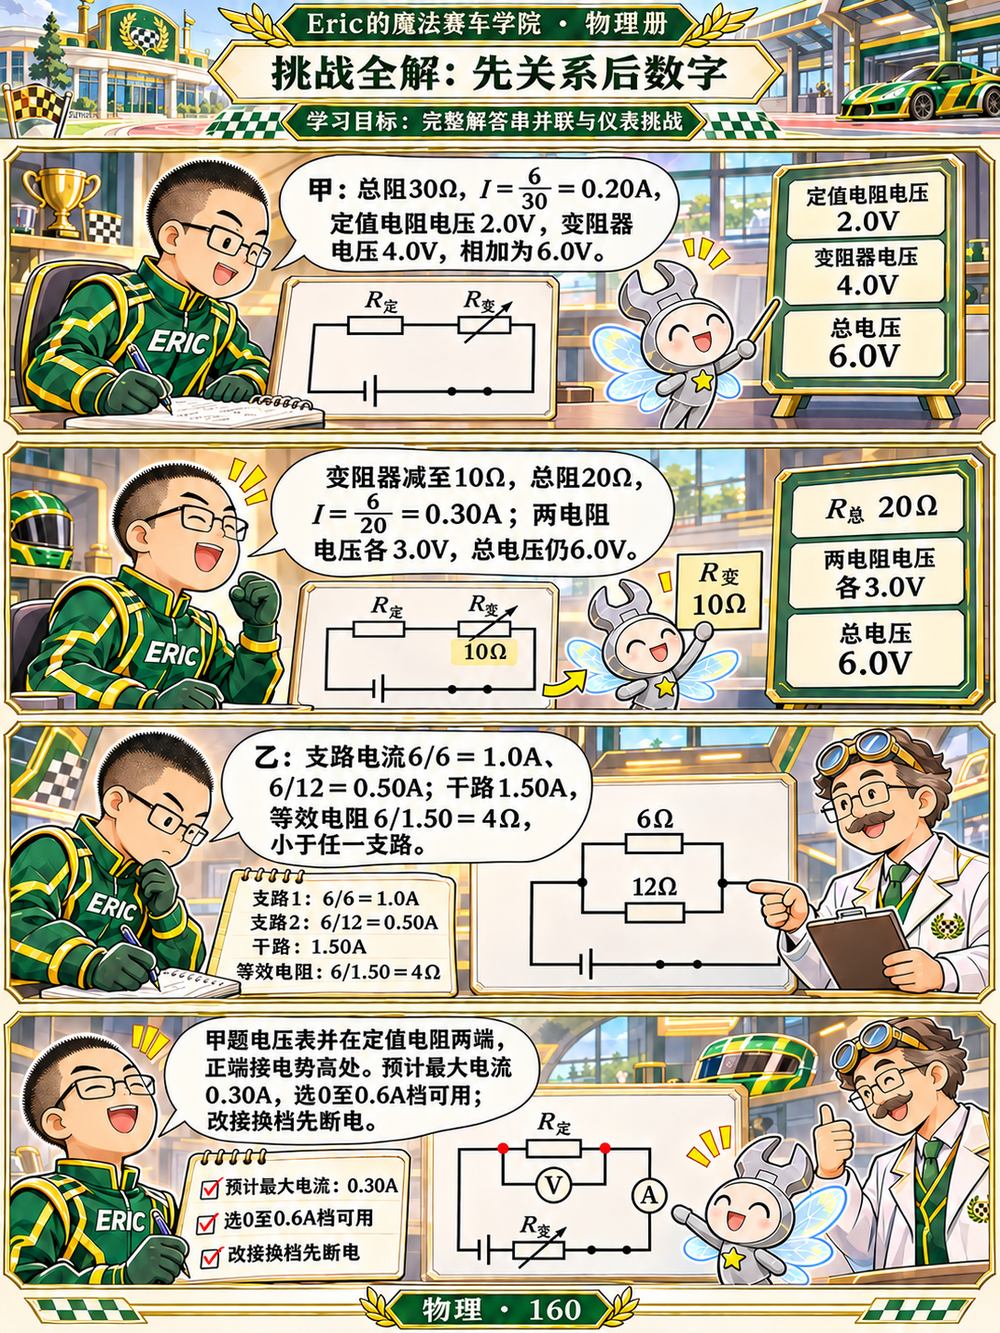 Eric的魔法赛车学院 · 物理册
挑战全解：先关系后数字
学习目标：完整解答串并联与仪表挑战
甲：总阻30Ω，I = 6/30 = 0.20A，
定值电阻电压2.0V，变阻器
电压4.0V，相加为6.0V。
定值电阻电压
2.0V
变阻器电压
4.0V
总电压
6.0V
R定
R变
ERIC
变阻器减至10Ω，总阻20Ω，
I = 6/20 = 0.30A；两电阻
电压各3.0V，总电压仍6.0V。
R总 20Ω
两电阻电压
各3.0V
总电压
6.0V
R变
10Ω
R定
R变
10Ω
ERIC
乙：支路电流6/6 = 1.0A、
6/12 = 0.50A；干路1.50A，
等效电阻6/1.50 = 4Ω，
小于任一支路。
6Ω
12Ω
支路1：6/6 = 1.0A
支路2：6/12 = 0.50A
干路：1.50A
等效电阻：6/1.50 = 4Ω
ERIC
甲题电压表并在定值电阻两端，
正端接电势高处。预计最大电流
0.30A，选0至0.6A档可用；
改接换档先断电。
R定
V
A
R变
预计最大电流：0.30A
选0至0.6A档可用
改接换档先断电
ERIC
物理 · 160